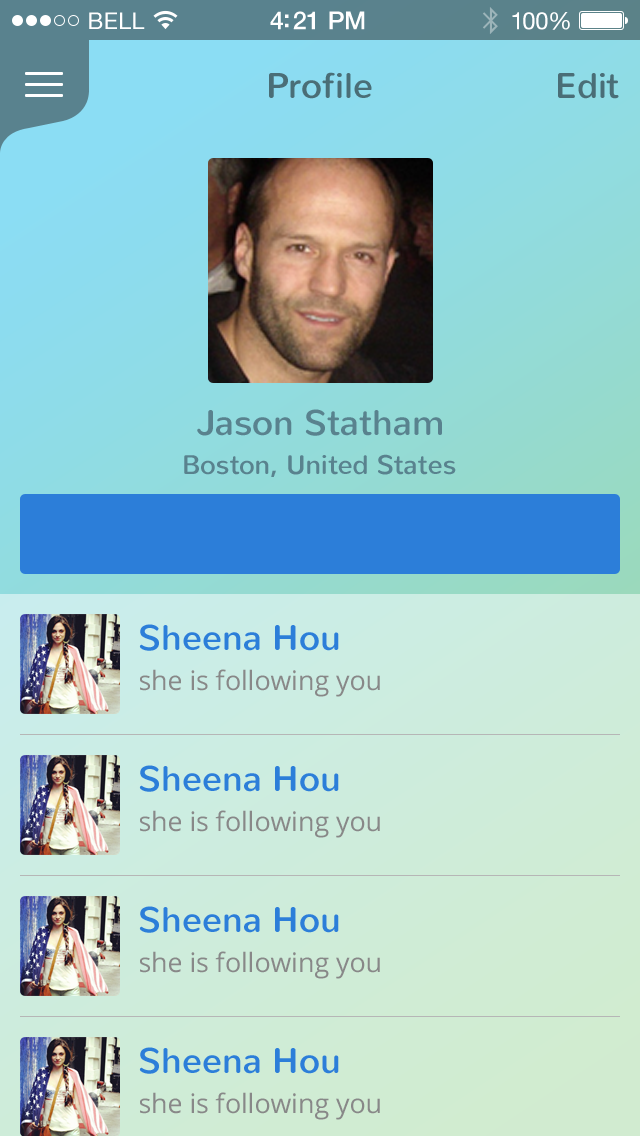 BELL 4:21 PM 100%
Profile Edit
Jason Statham
Boston, United States
Sheena Hou
she is following you
Sheena Hou
she is following you
Sheena Hou
she is following you
Sheena Hou
she is following you